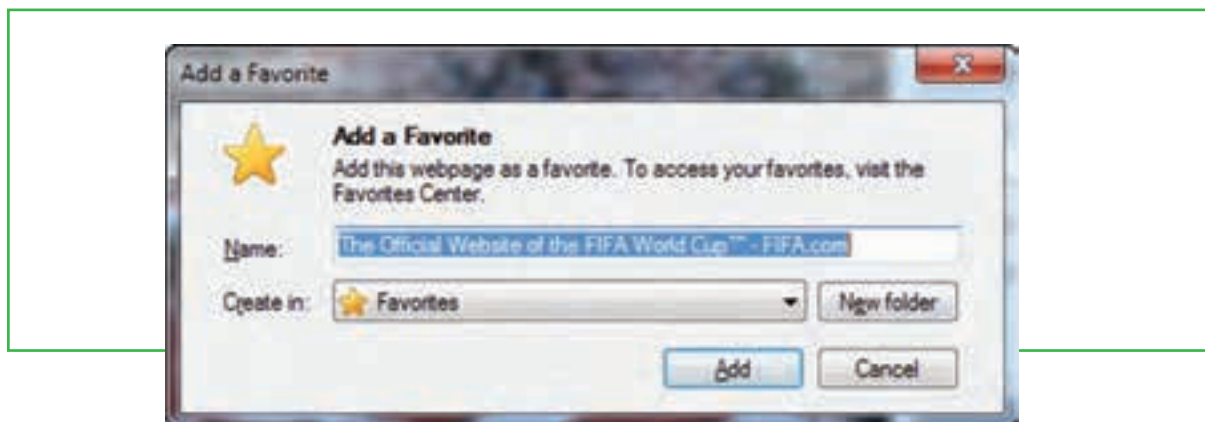 Add a Favorite
Add a Favorite
Add this webpage as a favorite. To access your favorites, visit the
Favorites Center.
Name: The Official Website of the FIFA World Cup™ - FIFA.com
Create in: Favorites New folder
Add Cancel